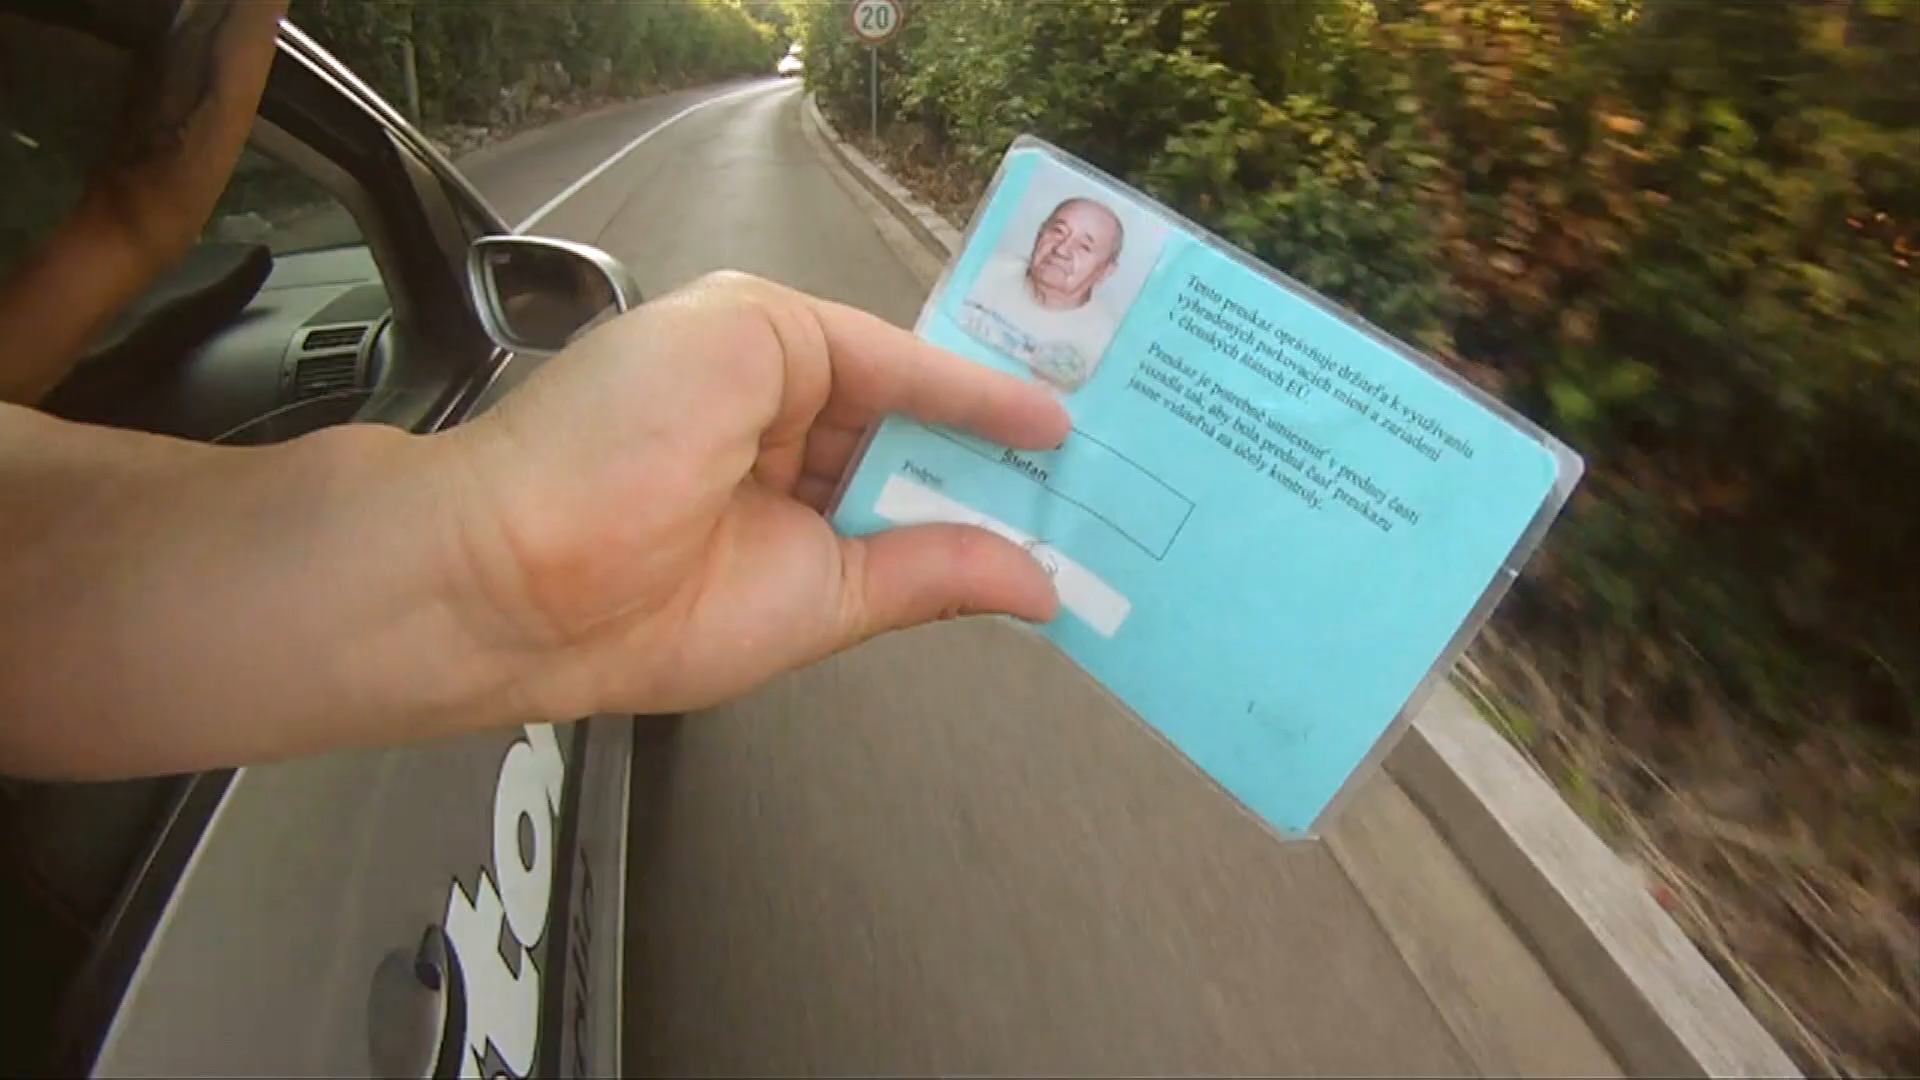 20
Tento preukaz oprávňuje držiteľa k využívaniu
vyhradených parkovacích miest a zariadení
v členských štátoch EÚ.
Preukaz je potrebné umiestniť v prednej časti
vozidla tak, aby bola predná časť preukazu
jasne viditeľná na účely kontroly.
Štefan
Podpis: